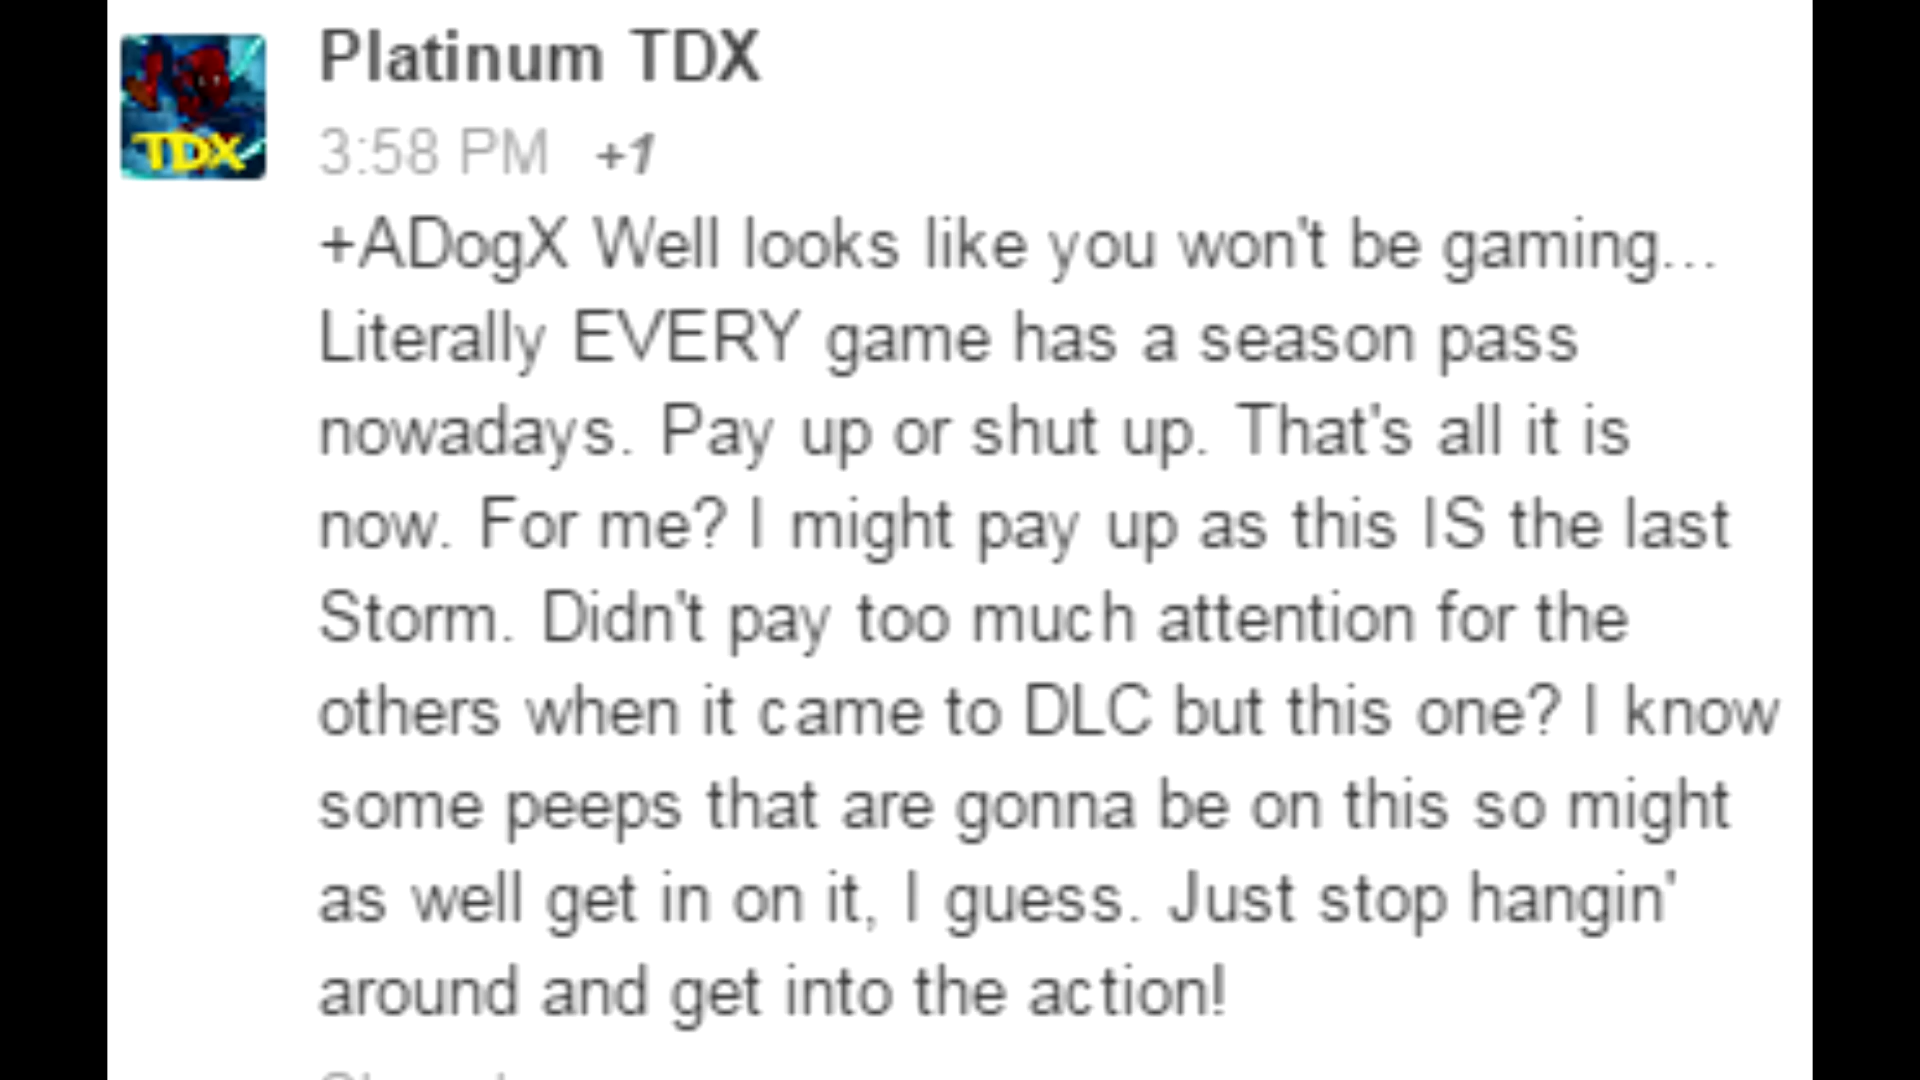 Platinum TDX
TDX
3:58 PM +1
+ADogX Well looks like you won't be gaming...
Literally EVERY game has a season pass
nowadays. Pay up or shut up. That's all it is
now. For me? I might pay up as this IS the last
Storm. Didn't pay too much attention for the
others when it came to DLC but this one? I know
some peeps that are gonna be on this so might
as well get in on it, I guess. Just stop hangin'
around and get into the action!